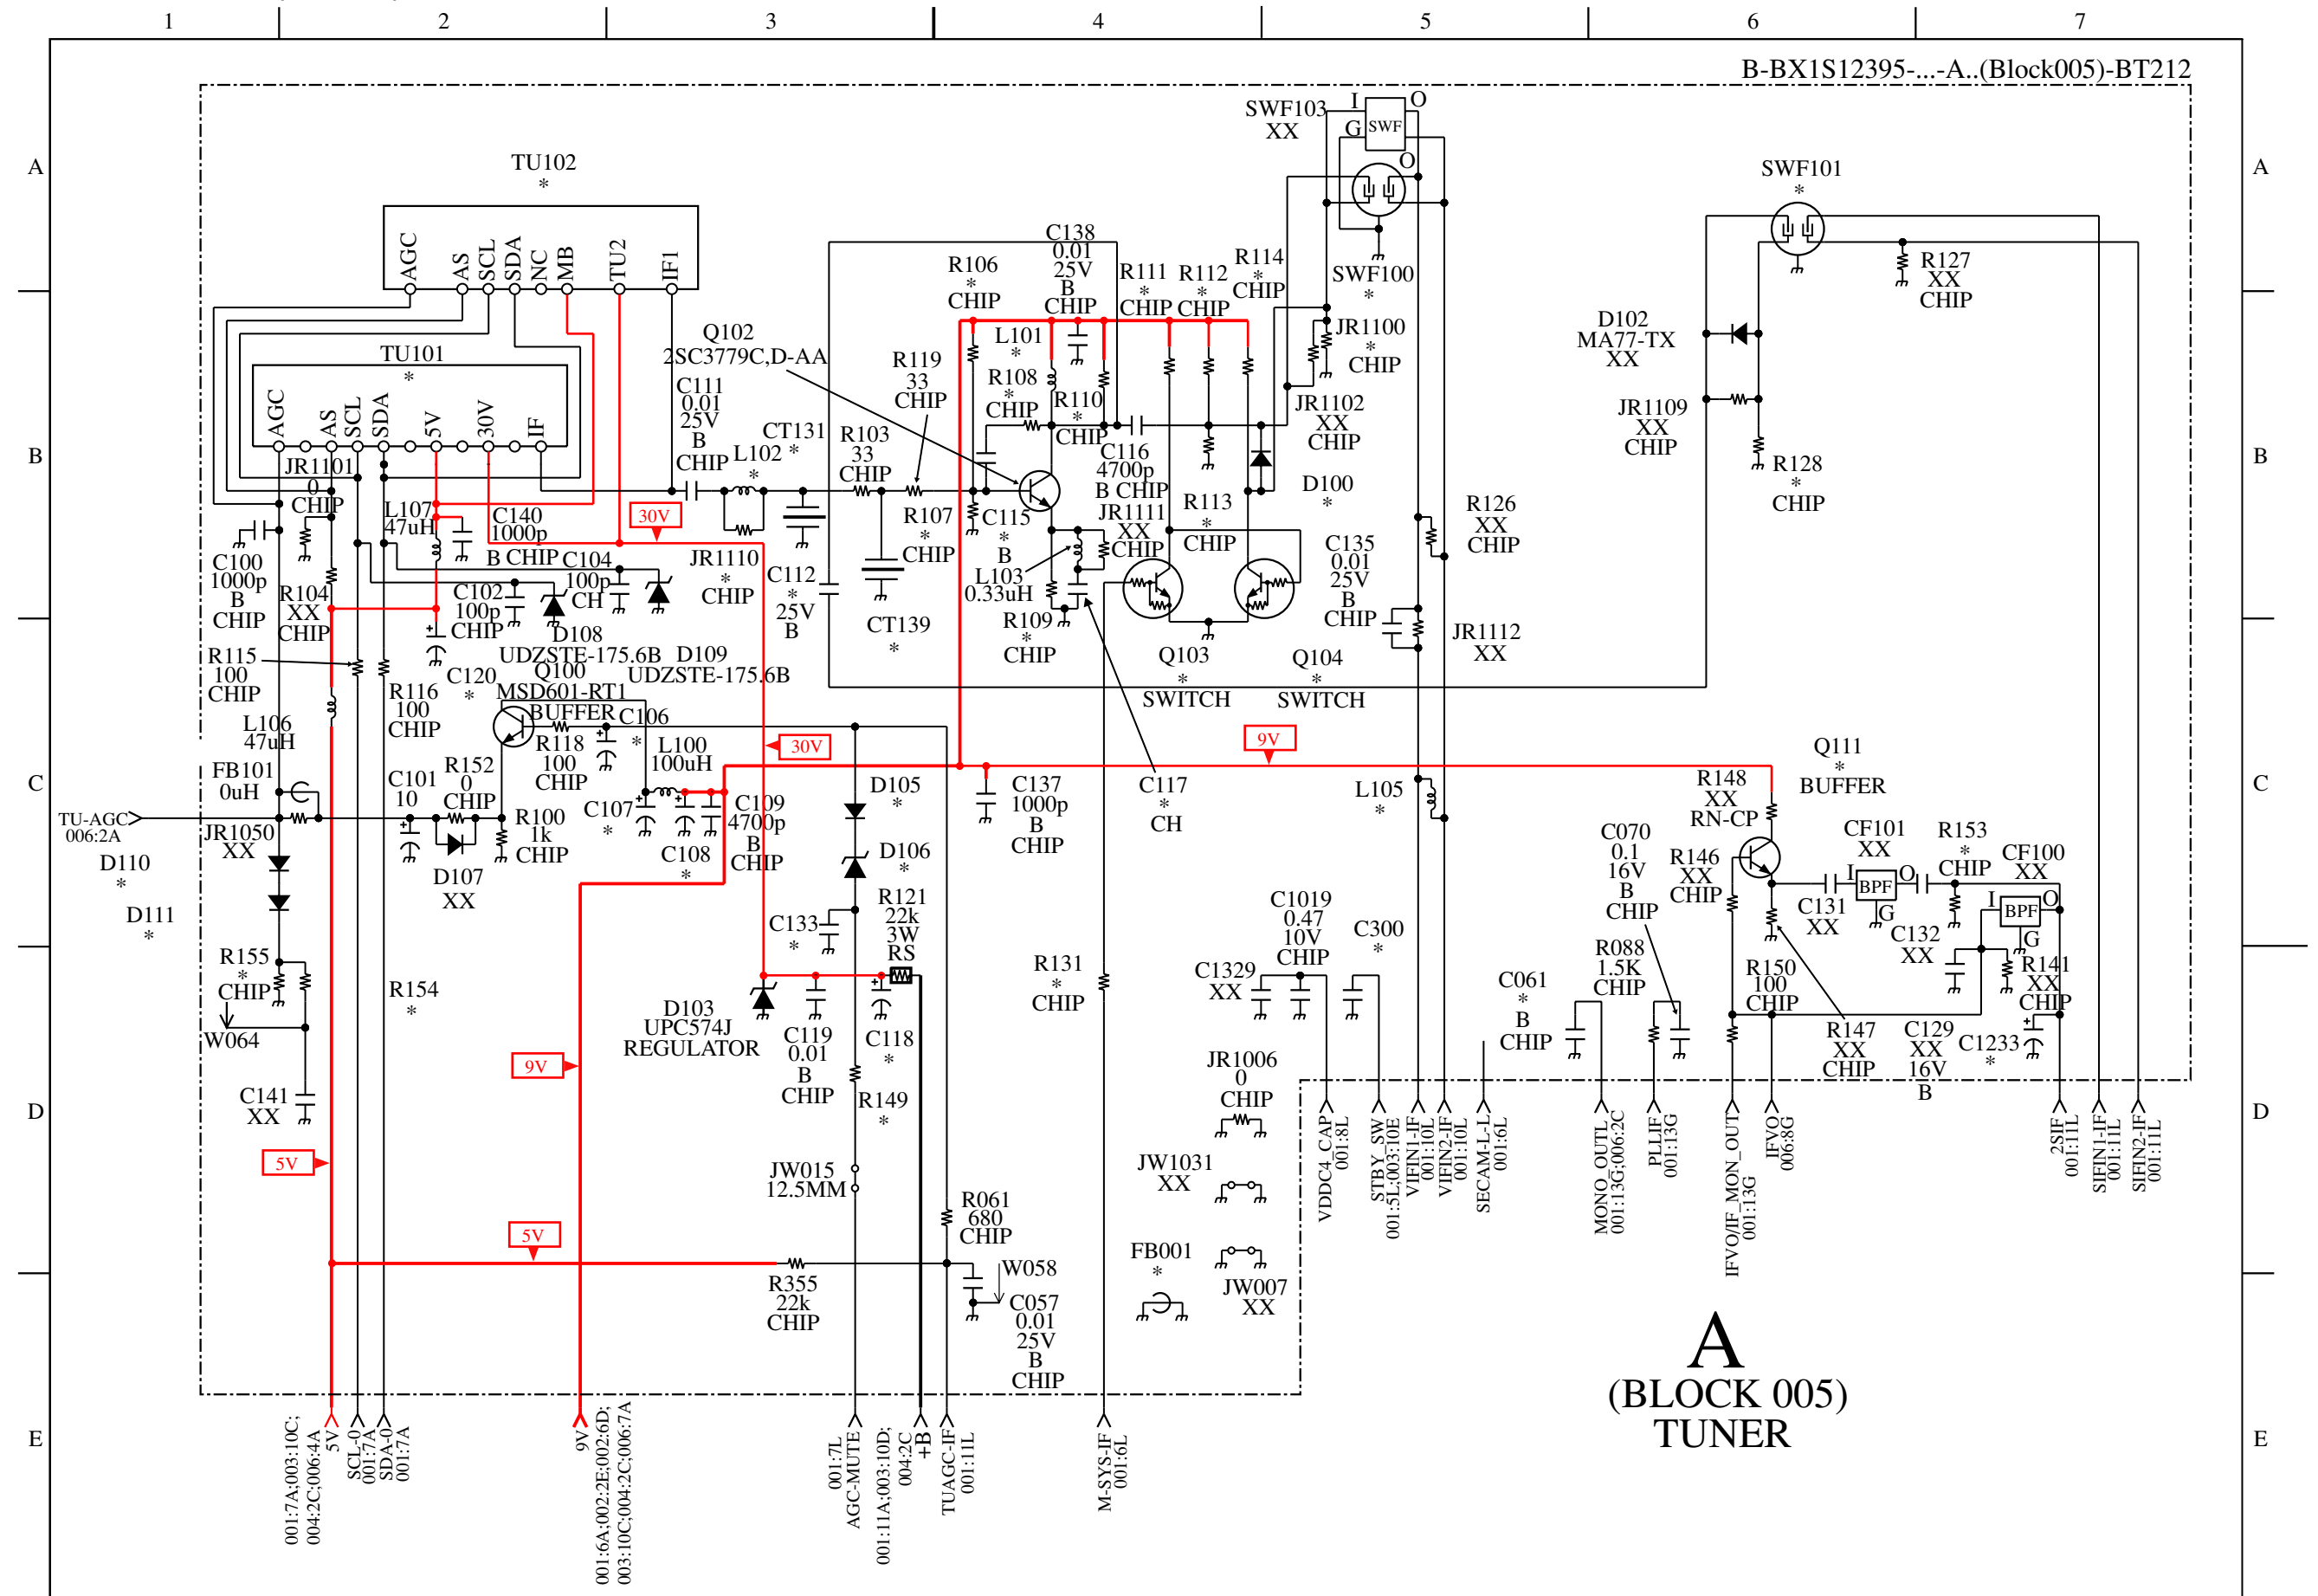 1 2 3 4 5 6 7
B-BX1S12395-...-A..(Block005)-BT212
A
A
B
B
C
C
D
D
E
E
TU102
*
AGC
AS
SCL
SDA
NC
MB
TU2
IF1
TU101
*
AGC
AS
SCL
SDA
5V
30V
IF
SWF103
XX
I
O
G
SWF
O
SWF100
*
SWF101
*
R127
XX
CHIP
D102
MA77-TX
XX
JR1109
XX
CHIP
R128
*
CHIP
C138
0.01
25V
B
CHIP
R106
*
CHIP
R111
*
CHIP
R112
*
CHIP
R114
*
CHIP
JR1100
*
CHIP
JR1102
XX
CHIP
Q102
2SC3779C,D-AA
L101
*
R119
33
CHIP
R108
*
CHIP
R110
*
CHIP
C111
0.01
25V
B
CHIP
CT131
*
L102
*
R103
33
CHIP
C116
4700p
B CHIP
D100
*
R113
*
CHIP
JR1111
XX
CHIP
R126
XX
CHIP
JR1101
0
CHIP
L107
47uH
C140
1000p
B CHIP
30V
C104
100p
CH
JR1110
*
CHIP
C112
*
25V
B
R107
*
CHIP
C115
*
B
L103
0.33uH
C135
0.01
25V
B
CHIP
JR1112
XX
C100
1000p
B
CHIP
R104
XX
CHIP
C102
100p
CHIP
CT139
*
R109
*
CHIP
Q103
*
SWITCH
Q104
*
SWITCH
R115
100
CHIP
D108
UDZSTE-175.6B
D109
UDZSTE-175.6B
Q100
MSD601-RT1
BUFFER
C120
*
R116
100
CHIP
L106
47uH
C106
*
R118
100
CHIP
L100
100uH
30V
9V
FB101
0uH
C101
10
R152
0
CHIP
C107
*
C109
4700p
B
CHIP
D105
*
C137
1000p
B
CHIP
C117
*
CH
L105
*
Q111
*
BUFFER
R148
XX
RN-CP
TU-AGC
006:2A
JR1050
XX
R100
1k
CHIP
C108
*
D106
*
C070
0.1
16V
B
CHIP
R146
XX
CHIP
CF101
XX
I
BPF
O
G
R153
*
CHIP
CF100
XX
I
BPF
O
G
D110
*
D111
*
D107
XX
C133
*
R121
22k
3W
RS
C1019
0.47
10V
CHIP
C300
*
C131
XX
C132
XX
R155
*
CHIP
R154
*
W064
D103
UPC574J
REGULATOR
C119
0.01
B
CHIP
C118
*
R131
*
CHIP
C1329
XX
C061
*
B
CHIP
R088
1.5K
CHIP
R150
100
CHIP
R147
XX
CHIP
C129
XX
16V
B
R141
XX
CHIP
C1233
*
9V
C141
XX
R149
*
JR1006
0
CHIP
5V
JW015
12.5MM
JW1031
XX
5V
R061
680
CHIP
FB001
*
JW007
XX
R355
22k
CHIP
W058
C057
0.01
25V
B
CHIP
VDDC4_CAP
001:8L
STBY_SW
001:5L;003:10E
VIFIN1-IF
001:10L
VIFIN2-IF
001:10L
SECAM-L-L
001:6L
MONO_OUTL
001:13G;006:2C
PLLIF
001:13G
IFVO/IF_MON_OUT
001:13G
IFVO
006:8G
2SIF
001:11L
SIFIN1-IF
001:11L
SIFIN2-IF
001:11L
A
(BLOCK 005)
TUNER
001:7A;003:10C;
004:2C;006:4A
5V
SCL-0
001:7A
SDA-0
001:7A
9V
001:6A;002:2E;002:6D;
003:10C;004:2C;006:7A
001:7L
AGC-MUTE
001:11A;003:10D;
004:2C
+B
TUAGC-IF
001:11L
M-SYS-IF
001:6L